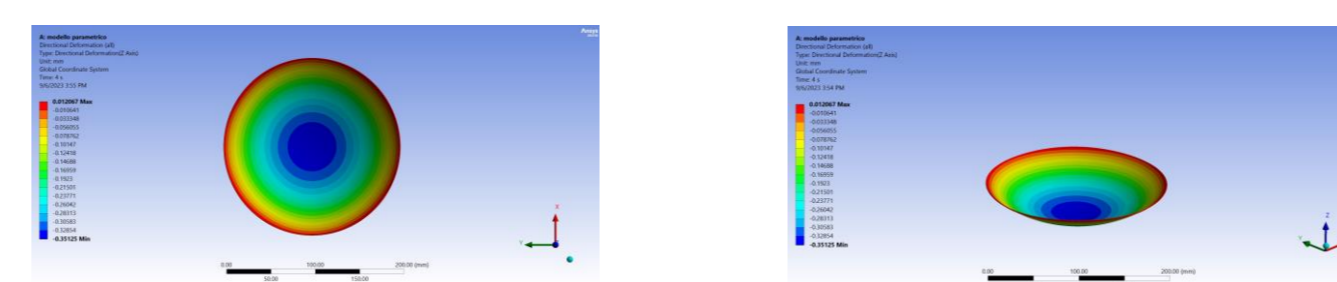 A: modello parametrico
Directional Deformation (all)
Type: Directional Deformation(Z Axis)
Unit: mm
Global Coordinate System
Time: 4 s
9/6/2023 3:55 PM
0.012067 Max
-0.010641
-0.033348
-0.056055
-0.078762
-0.10147
-0.12418
-0.14688
-0.16959
-0.1923
-0.21501
-0.23771
-0.26042
-0.28313
-0.30583
-0.32854
-0.35125 Min
Ansys
X
Y
0.00 100.00 200.00 (mm)
50.00 150.00
A: modello parametrico
Directional Deformation (all)
Type: Directional Deformation(Z Axis)
Unit: mm
Global Coordinate System
Time: 4 s
9/6/2023 3:54 PM
0.012067 Max
-0.010641
-0.033348
-0.056055
-0.078762
-0.10147
-0.12418
-0.14688
-0.16959
-0.1923
-0.21501
-0.23771
-0.26042
-0.28313
-0.30583
-0.32854
-0.35125 Min
Z
Y
0.00 100.00 200.00 (mm)